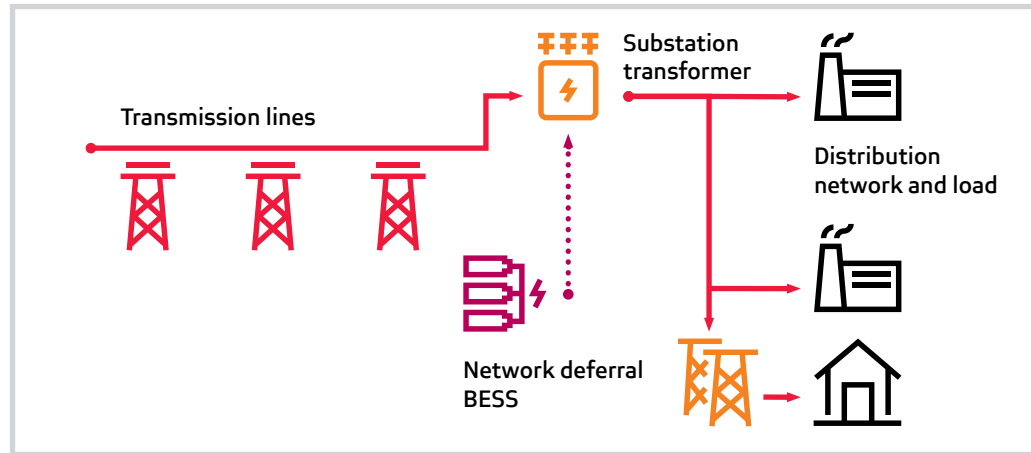 Substation
transformer
Transmission lines
Distribution
network and load
Network deferral
BESS